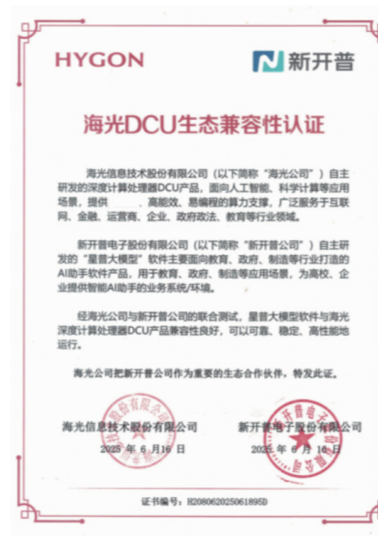 HYGON
新开普
海光DCU生态兼容性认证
海光信息技术股份有限公司（以下简称“海光公司”）自主
研发的深度计算处理器DCU产品，面向人工智能、科学计算等应用
场景，提供 、高能效、易编程的算力支撑，广泛服务于互联
网、金融、运营商、企业、政府政法、教育等行业领域。
新开普电子股份有限公司（以下简称“新开普公司”）自主研
发的“星普大模型”软件主要面向教育、政府、制造等行业打造的
AI助手软件产品，用于教育、政府、制造等应用场景，为高校、企
业提供智能AI助手的业务系统/环境。
经海光公司与新开普公司的联合测试，星普大模型软件与海光
深度计算处理器DCU产品兼容性良好，可以可靠、稳定、高性能地
运行。
海光公司把新开普公司作为重要的生态合作伙伴，特发此证。
海光信息技术股份有限公司 新开普电子股份有限公司
2025 年 6 月16 日 2025 年 6 月 16 日
证书编号：H2080620250618950